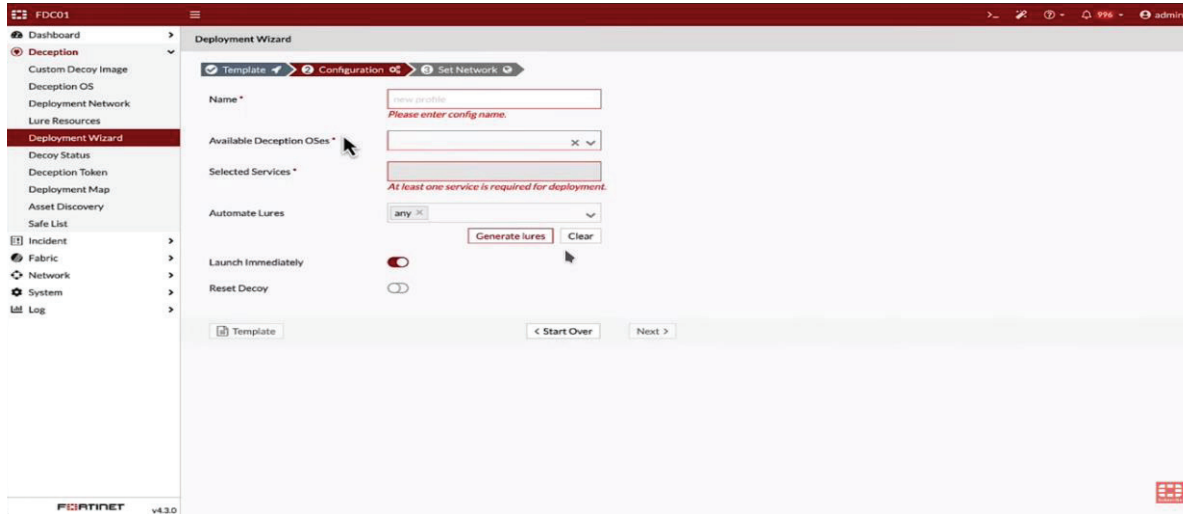 FDC01
996
admin
Dashboard
Deception
Custom Decoy Image
Deception OS
Deployment Network
Lure Resources
Deployment Wizard
Decoy Status
Deception Token
Deployment Map
Asset Discovery
Safe List
Incident
Fabric
Network
System
Log
FORTINET
v4.3.0
Deployment Wizard
Template
2 Configuration
3 Set Network
Name *
new profile
Please enter config name.
Available Deception OSes *
Selected Services *
At least one service is required for deployment.
Automate Lures
any ×
Generate lures
Clear
Launch Immediately
Reset Decoy
Template
< Start Over
Next >